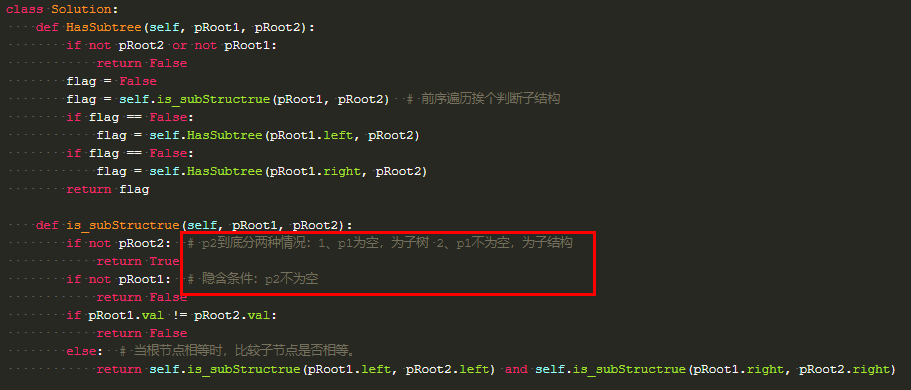 class Solution:
    def HasSubtree(self, pRoot1, pRoot2):
        if not pRoot2 or not pRoot1:
            return False
        flag = False
        flag = self.is_subStructrue(pRoot1, pRoot2)  # 前序遍历挨个判断子结构
        if flag == False:
            flag = self.HasSubtree(pRoot1.left, pRoot2)
        if flag == False:
            flag = self.HasSubtree(pRoot1.right, pRoot2)
        return flag

    def is_subStructrue(self, pRoot1, pRoot2):
        if not pRoot2:  # p2到底分两种情况：1、p1为空，为子树 2、p1不为空，为子结构
            return True
        if not pRoot1:  # 隐含条件：p2不为空
            return False
        if pRoot1.val != pRoot2.val:
            return False
        else:  # 当根节点相等时，比较子节点是否相等。
            return self.is_subStructrue(pRoot1.left, pRoot2.left) and self.is_subStructrue(pRoot1.right, pRoot2.right)